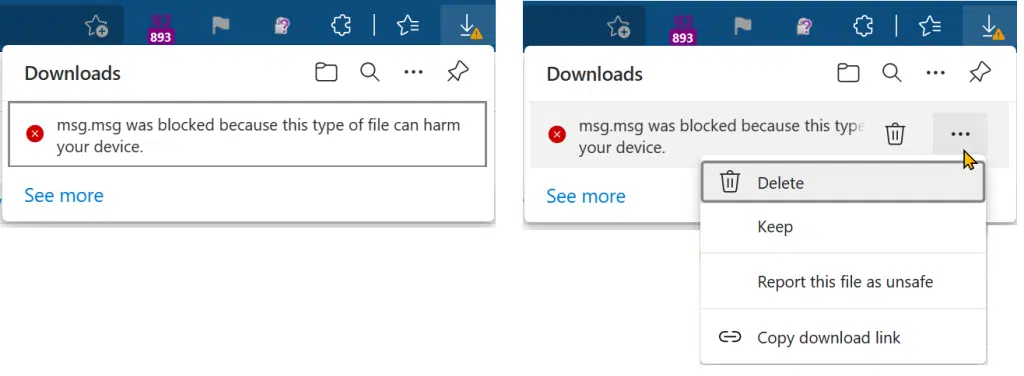 893
Downloads
msg.msg was blocked because this type of file can harm
your device.
See more
893
Downloads
msg.msg was blocked because this type
your device.
See more
Delete
Keep
Report this file as unsafe
Copy download link